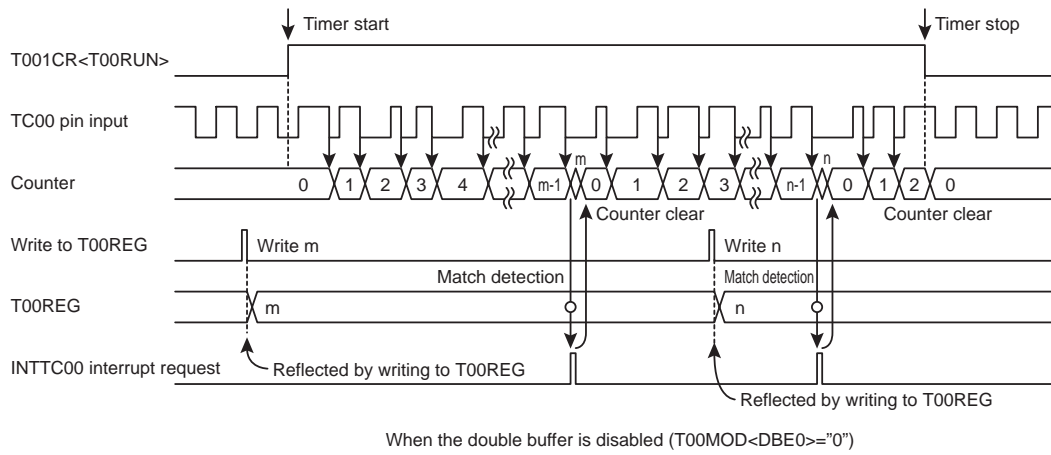 Timer start Timer stop
T001CR<T00RUN>
TC00 pin input
Counter 0 1 2 3 4 m-1 m 0 1 2 3 n-1 n 0 1 2 0
Counter clear Counter clear
Write to T00REG Write m Write n
Match detection Match detection
T00REG m n
INTTC00 interrupt request Reflected by writing to T00REG
Reflected by writing to T00REG
When the double buffer is disabled (T00MOD<DBE0>="0")